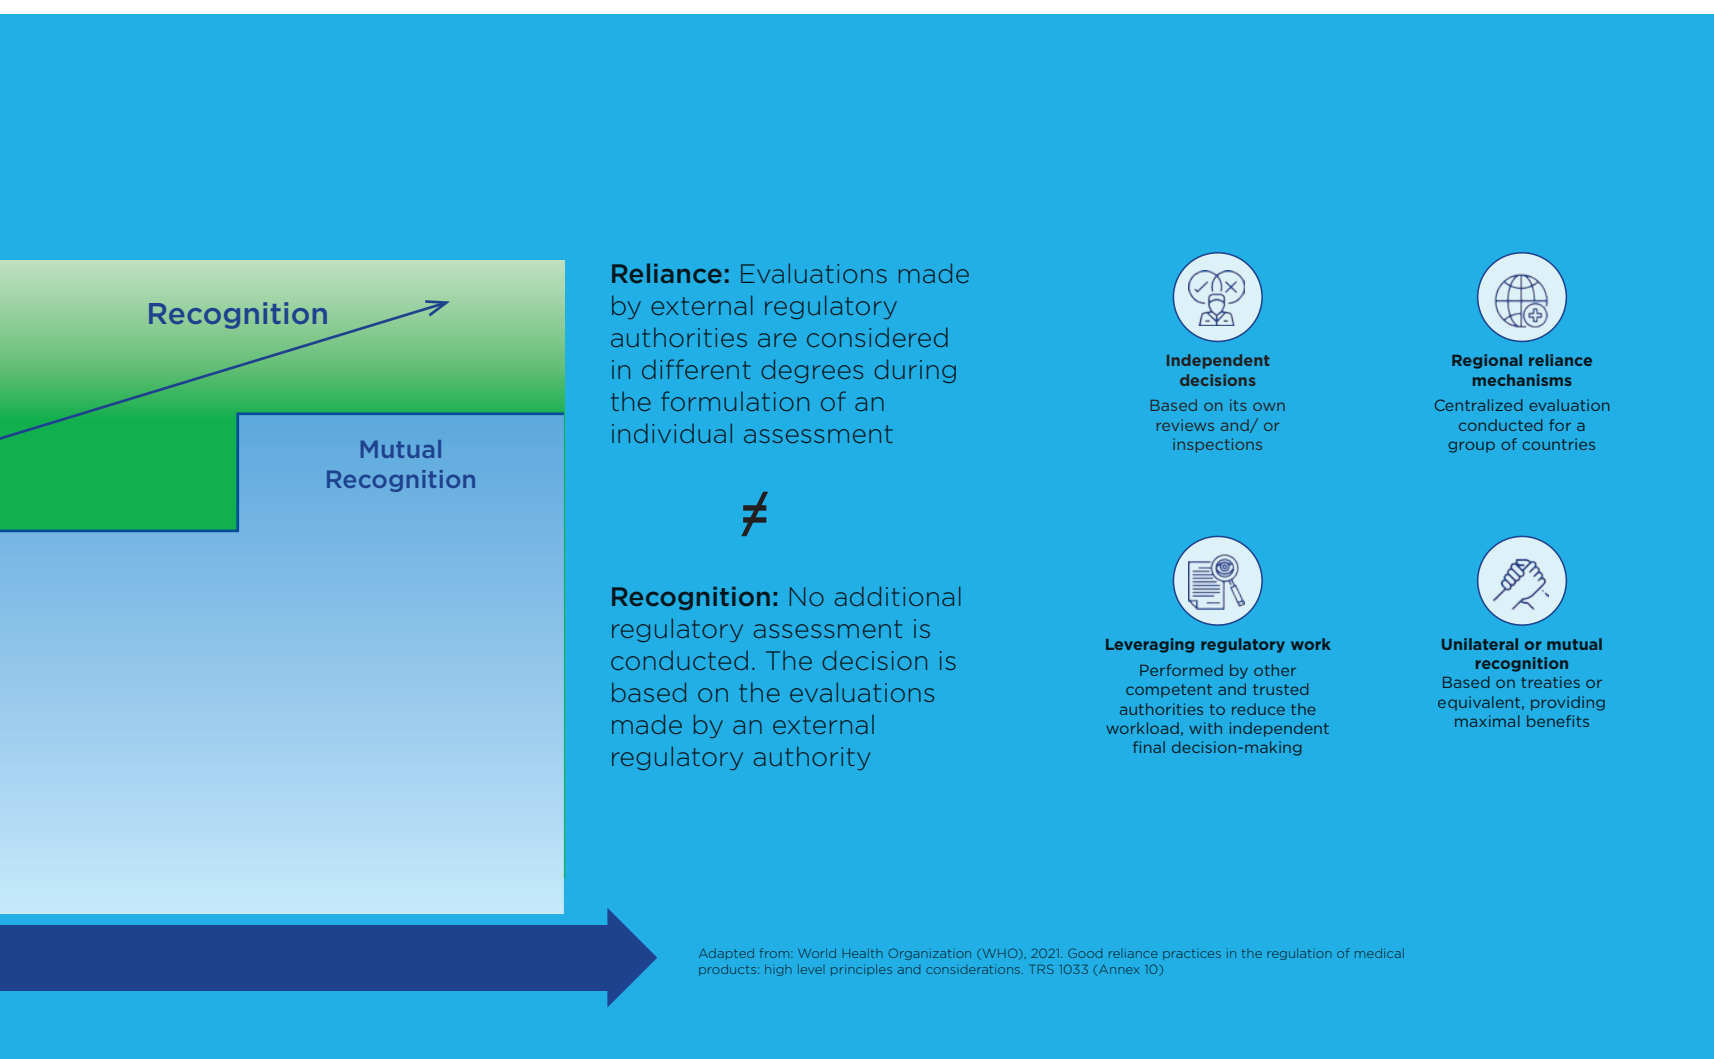 Recognition
Mutual
Recognition
Reliance: Evaluations made
by external regulatory
authorities are considered
in different degrees during
the formulation of an
individual assessment
≠
Recognition: No additional
regulatory assessment is
conducted. The decision is
based on the evaluations
made by an external
regulatory authority
Independent
decisions
Based on its own
reviews and/ or
inspections
Regional reliance
mechanisms
Centralized evaluation
conducted for a
group of countries
Leveraging regulatory work
Performed by other
competent and trusted
authorities to reduce the
workload, with independent
final decision-making
Unilateral or mutual
recognition
Based on treaties or
equivalent, providing
maximal benefits
Adapted from: World Health Organization (WHO), 2021. Good reliance practices in the regulation of medical
products: high level principles and considerations. TRS 1033 (Annex 10)